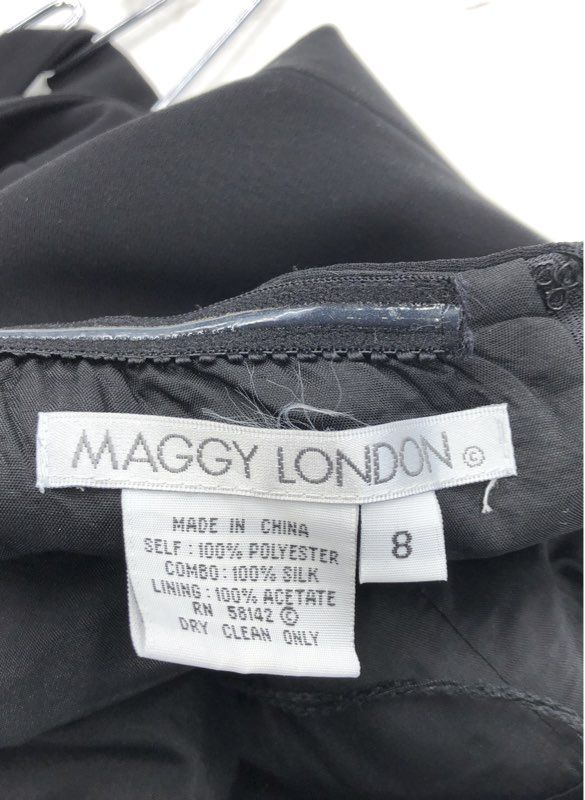 MAGGY LONDON ©
MADE IN CHINA
SELF: 100% POLYESTER
COMBO: 100% SILK
LINING: 100% ACETATE
RN 58142 ©
DRY CLEAN ONLY
8